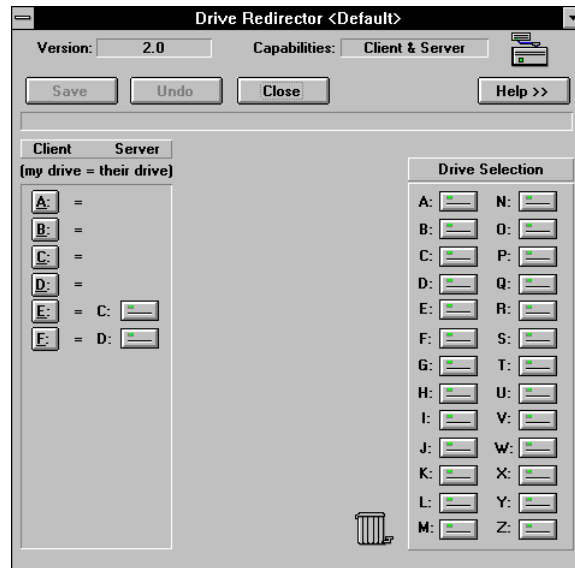 Drive Redirector <Default>
Version: 2.0 Capabilities: Client & Server
Save Undo Close Help >>
Client Server
(my drive = their drive)
A: =
B: =
C: =
D: =
E: = C:
F: = D:
Drive Selection
A: N:
B: O:
C: P:
D: Q:
E: R:
F: S:
G: T:
H: U:
I: V:
J: W:
K: X:
L: Y:
M: Z: